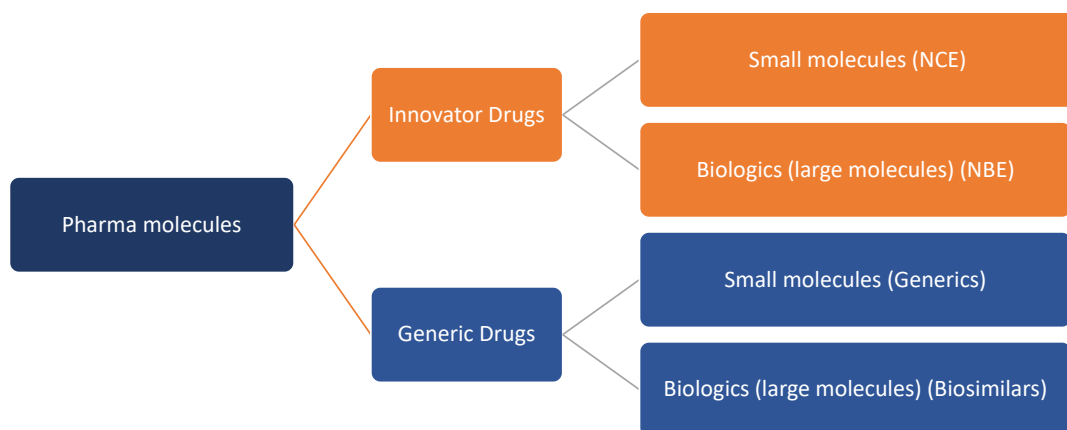 Small molecules (NCE)
Innovator Drugs
Biologics (large molecules) (NBE)
Pharma molecules
Small molecules (Generics)
Generic Drugs
Biologics (large molecules) (Biosimilars)